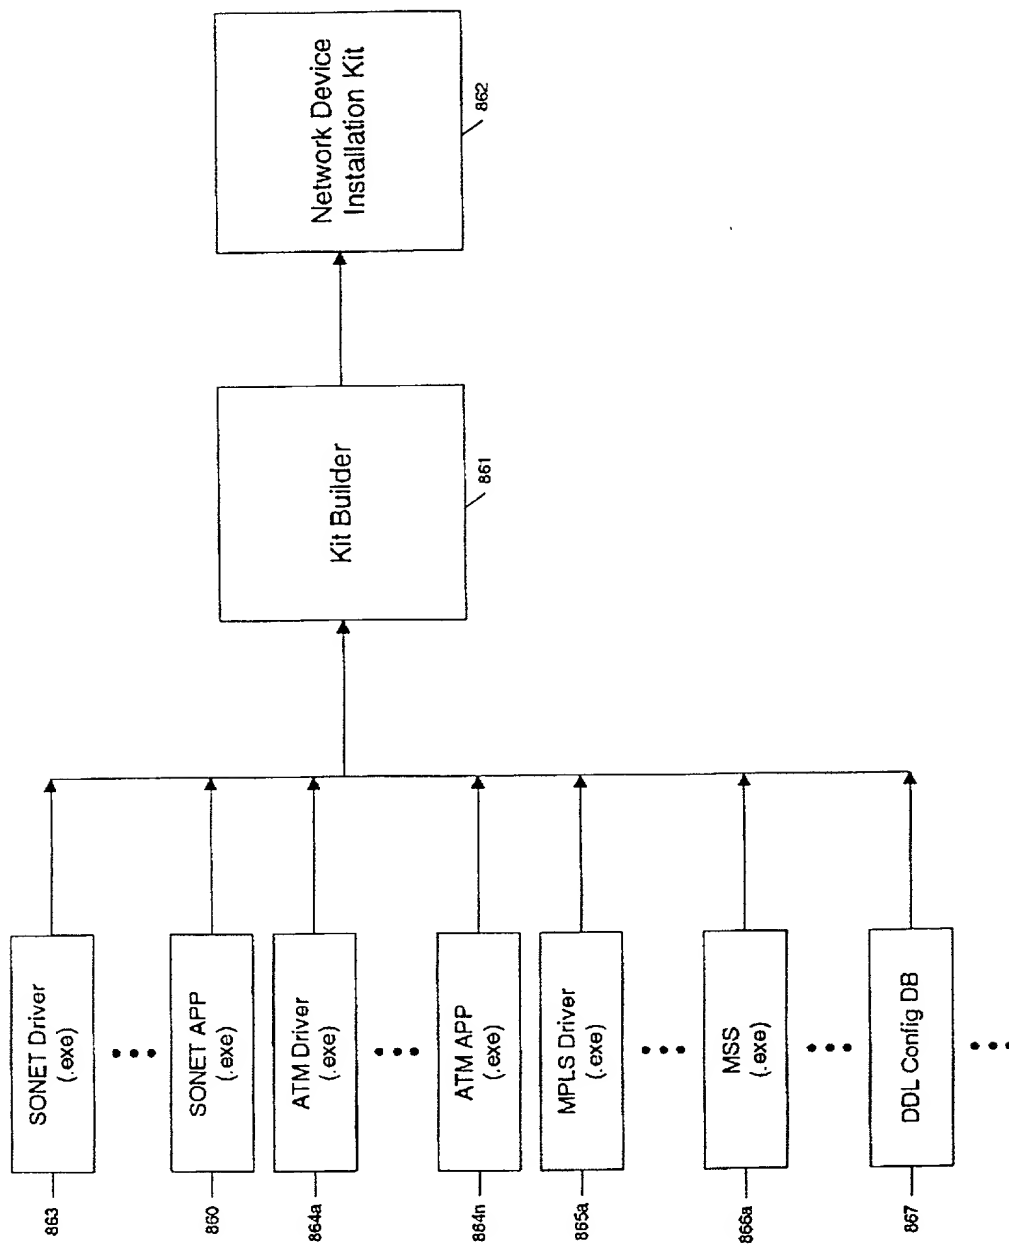 863
SONET Driver
(.exe)
860
SONET APP
(.exe)
864a
ATM Driver
(.exe)
864n
ATM APP
(.exe)
865a
MPLS Driver
(.exe)
866a
MSS
(.exe)
867
DDL Config DB
Kit Builder
861
Network Device
Installation Kit
862